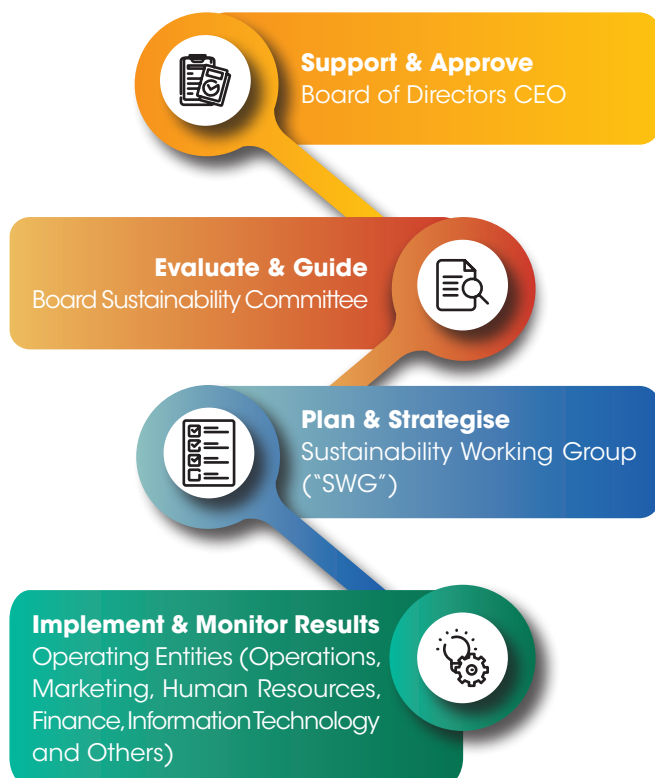 Support & Approve
Board of Directors CEO
Evaluate & Guide
Board Sustainability Committee
Plan & Strategise
Sustainability Working Group
(“SWG”)
Implement & Monitor Results
Operating Entities (Operations,
Marketing, Human Resources,
Finance, Information Technology
and Others)